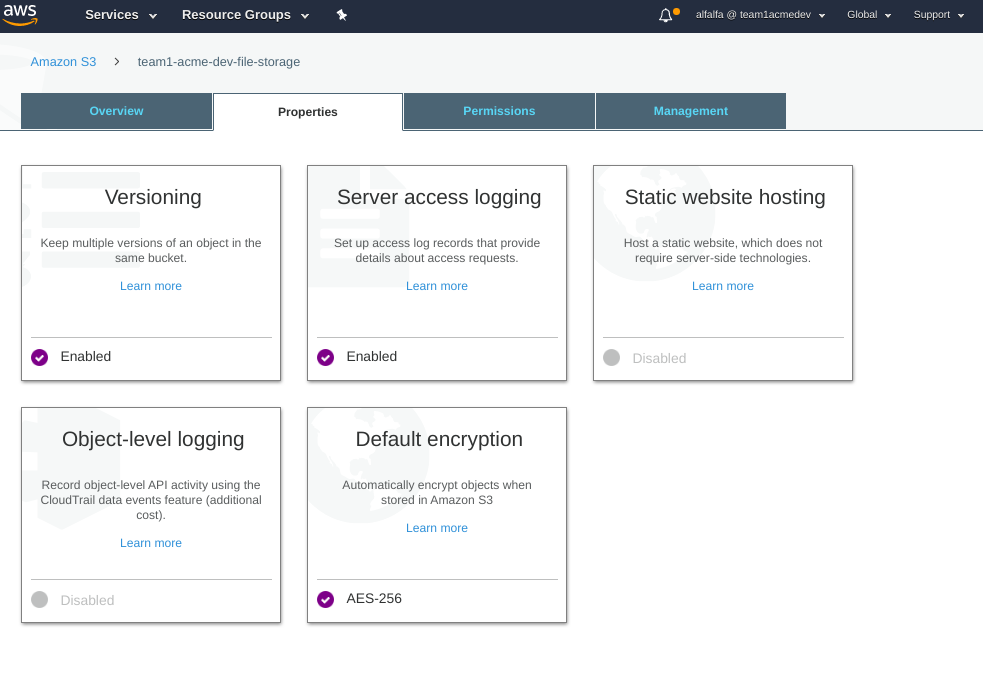 aws Services Resource Groups alfalfa @ team1acmedev Global Support
Amazon S3 > team1-acme-dev-file-storage
Overview Properties Permissions Management
Versioning
Keep multiple versions of an object in the
same bucket.
Learn more
Enabled
Server access logging
Set up access log records that provide
details about access requests.
Learn more
Enabled
Static website hosting
Host a static website, which does not
require server-side technologies.
Learn more
Disabled
Object-level logging
Record object-level API activity using the
CloudTrail data events feature (additional
cost).
Learn more
Disabled
Default encryption
Automatically encrypt objects when
stored in Amazon S3
Learn more
AES-256